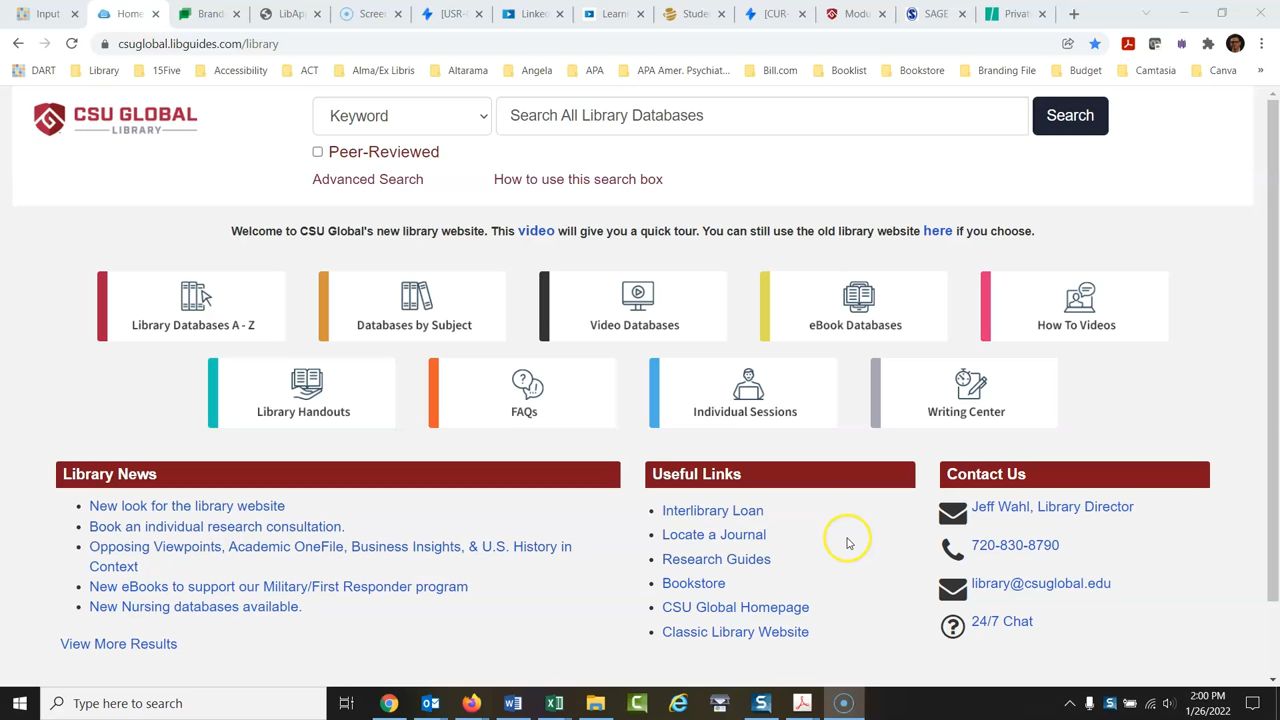 Input
Home
Brand
LibAp
Scree
[USR-
Linke
Learn
Stude
[CUR-
Modu
SAGE
Privat
csuglobal.libguides.com/library
DART Library 15Five Accessibility ACT Alma/Ex Libris Altarama Angela APA APA Amer. Psychiat... Bill.com Booklist Bookstore Branding File Budget Camtasia Canva »
CSU GLOBAL
LIBRARY
Keyword
Search All Library Databases
Search
Peer-Reviewed
Advanced Search
How to use this search box
Welcome to CSU Global's new library website. This video will give you a quick tour. You can still use the old library website here if you choose.
Library Databases A - Z
Databases by Subject
Video Databases
eBook Databases
How To Videos
Library Handouts
FAQs
Individual Sessions
Writing Center
Library News
• New look for the library website
• Book an individual research consultation.
• Opposing Viewpoints, Academic OneFile, Business Insights, & U.S. History in
Context
• New eBooks to support our Military/First Responder program
• New Nursing databases available.
View More Results
Useful Links
• Interlibrary Loan
• Locate a Journal
• Research Guides
• Bookstore
• CSU Global Homepage
• Classic Library Website
Contact Us
Jeff Wahl, Library Director
720-830-8790
library@csuglobal.edu
24/7 Chat
Type here to search
2:00 PM
1/26/2022